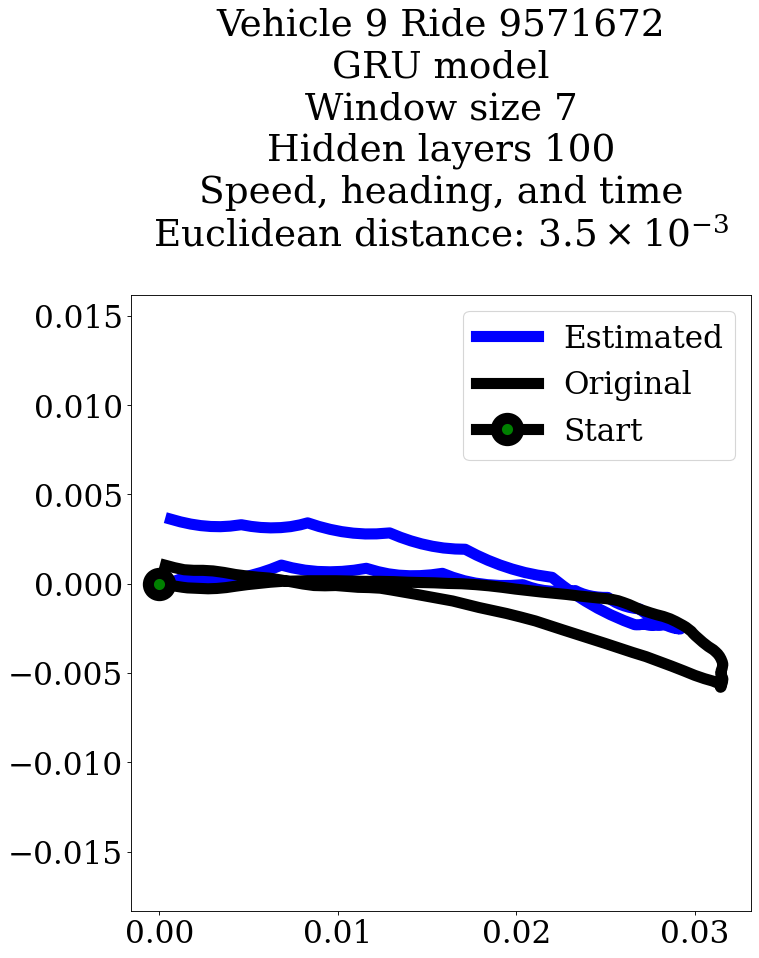 Vehicle 9 Ride 9571672
GRU model
Window size 7
Hidden layers 100
Speed, heading, and time
Euclidean distance: 3.5 × 10⁻³
Estimated
Original
Start
0.015
0.010
0.005
0.000
−0.005
−0.010
−0.015
0.00 0.01 0.02 0.03